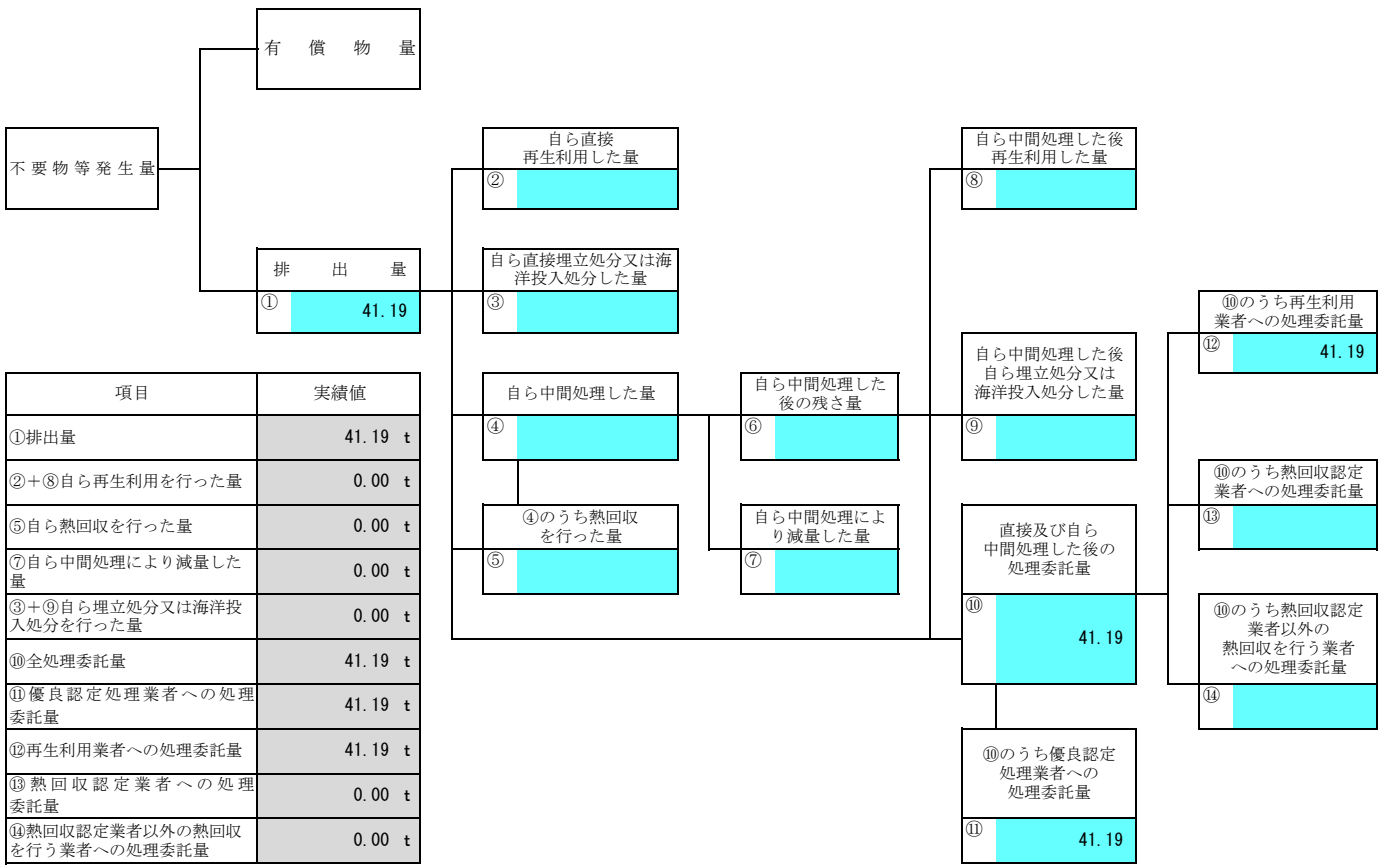 有償物量
不要物等発生量
自ら直接
再生利用した量
②
自ら中間処理した後
再生利用した量
⑧
排出量
① 41.19
自ら直接埋立処分又は海
洋投入処分した量
③
⑩のうち再生利用
業者への処理委託量
⑫ 41.19
自ら中間処理した後
自ら埋立処分又は
海洋投入処分した量
⑨
自ら中間処理した量
④
自ら中間処理した
後の残さ量
⑥
⑩のうち熱回収認定
業者への処理委託量
⑬
④のうち熱回収
を行った量
⑤
自ら中間処理によ
り減量した量
⑦
直接及び自ら
中間処理した後の
処理委託量
⑩ 41.19
⑩のうち熱回収認定
業者以外の
熱回収を行う業者
への処理委託量
⑭
⑩のうち優良認定
処理業者への
処理委託量
⑪ 41.19
項目 実績値
①排出量 41.19 t
②+⑧自ら再生利用を行った量 0.00 t
⑤自ら熱回収を行った量 0.00 t
⑦自ら中間処理により減量した
量 0.00 t
③+⑨自ら埋立処分又は海洋投
入処分を行った量 0.00 t
⑩全処理委託量 41.19 t
⑪優良認定処理業者への処理
委託量 41.19 t
⑫再生利用業者への処理委託量 41.19 t
⑬熱回収認定業者への処理
委託量 0.00 t
⑭熱回収認定業者以外の熱回収
を行う業者への処理委託量 0.00 t